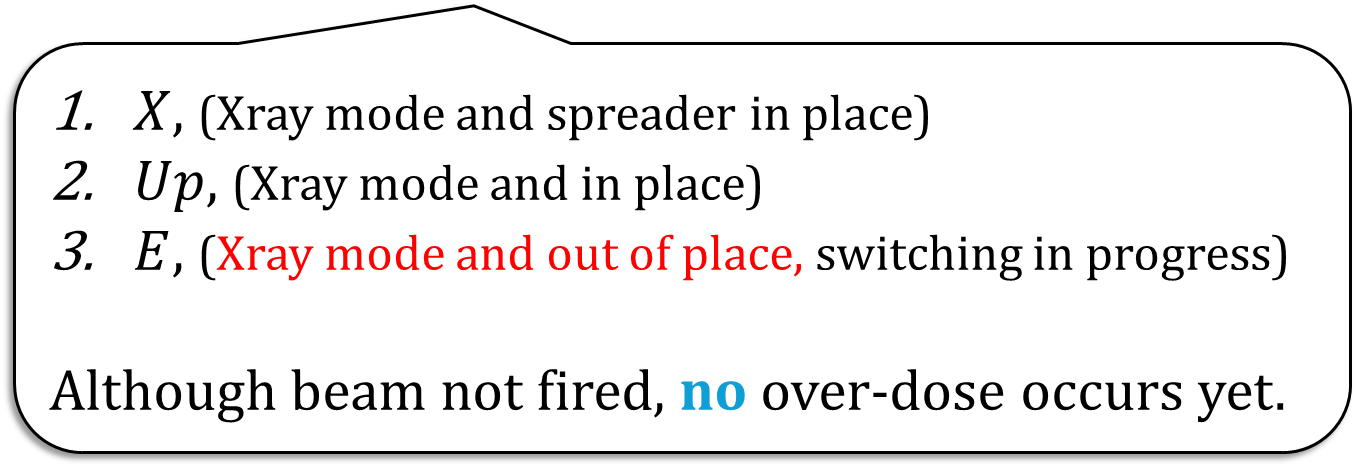 1. X, (Xray mode and spreader in place)
2. Up, (Xray mode and in place)
3. E, (Xray mode and out of place, switching in progress)
Although beam not fired, no over-dose occurs yet.